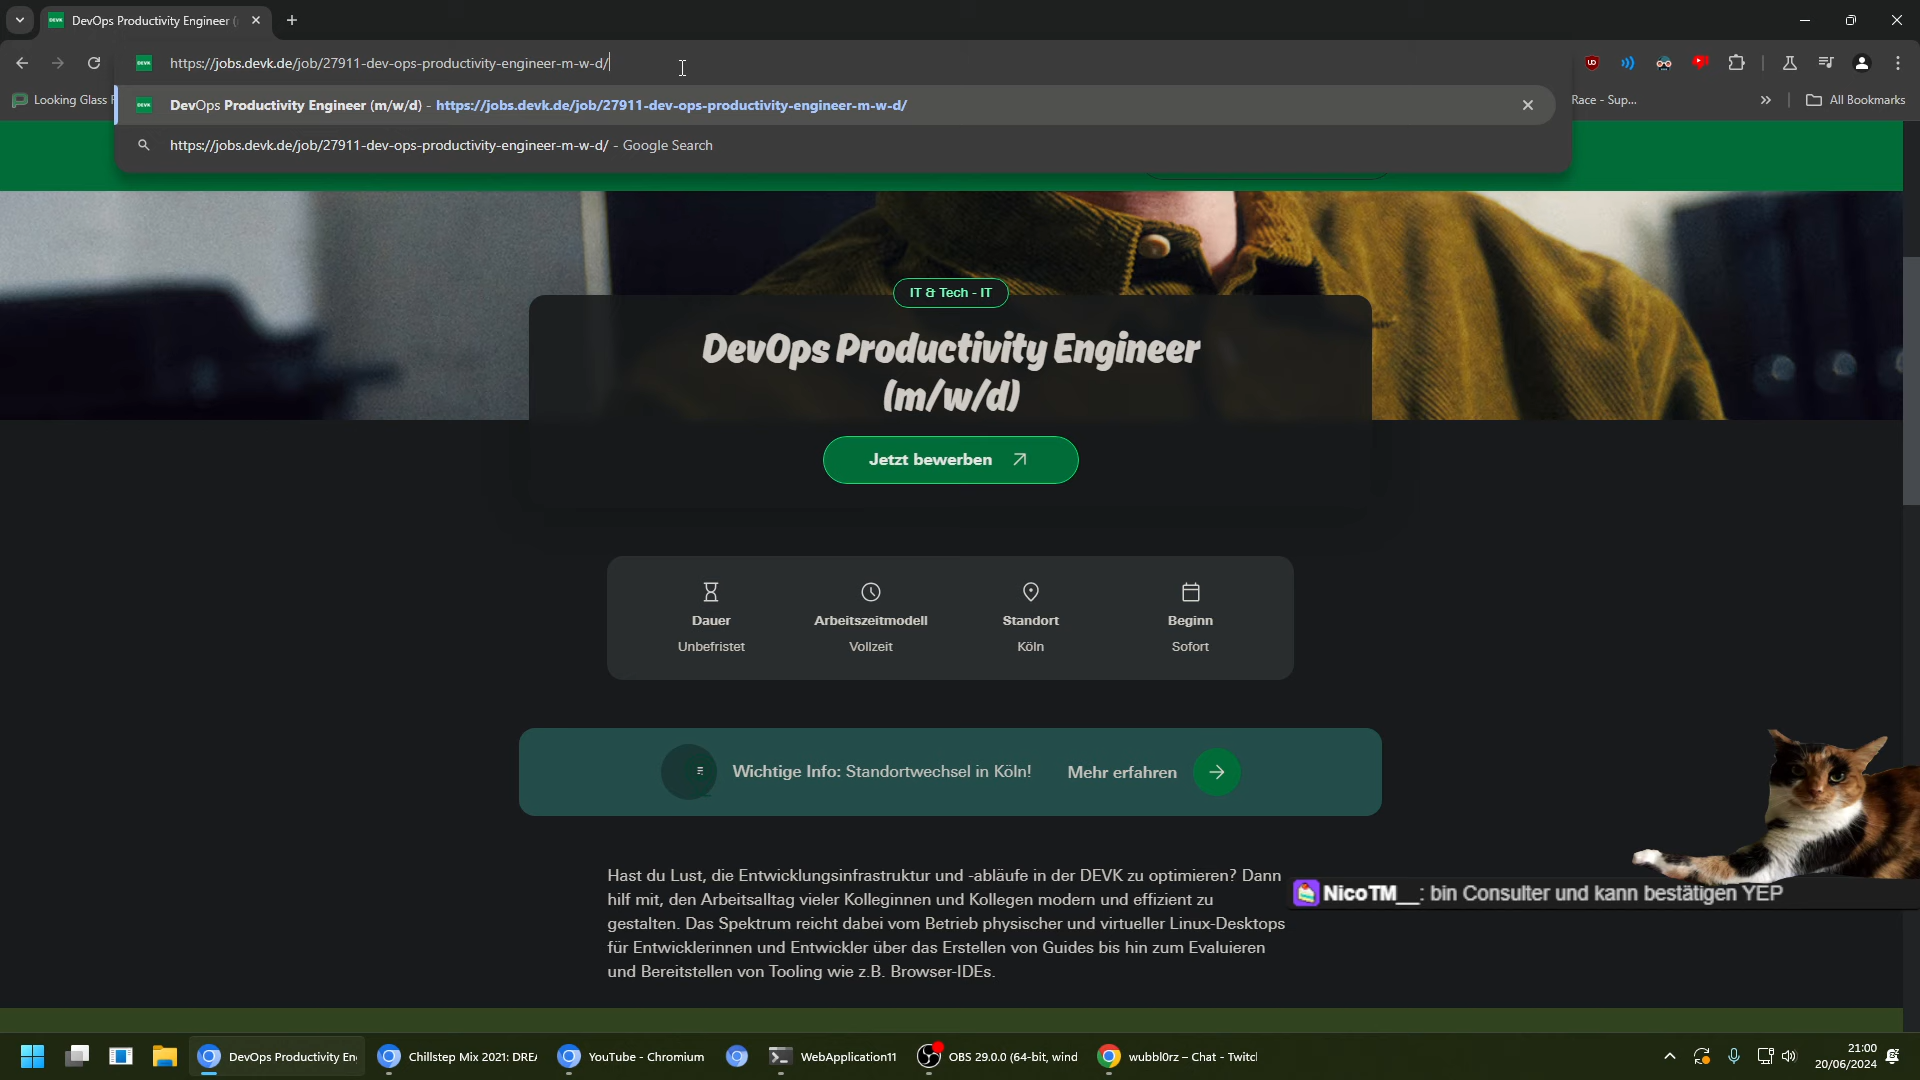 DevOps Productivity Engineer (
https://jobs.devk.de/job/27911-dev-ops-productivity-engineer-m-w-d/
Looking Glass
DevOps Productivity Engineer (m/w/d) - https://jobs.devk.de/job/27911-dev-ops-productivity-engineer-m-w-d/
Race - Sup...
All Bookmarks
https://jobs.devk.de/job/27911-dev-ops-productivity-engineer-m-w-d/ - Google Search
IT & Tech - IT
DevOps Productivity Engineer
(m/w/d)
Jetzt bewerben
Dauer
Unbefristet
Arbeitszeitmodell
Vollzeit
Standort
Köln
Beginn
Sofort
Wichtige Info: Standortwechsel in Köln!
Mehr erfahren
Hast du Lust, die Entwicklungsinfrastruktur und -abläufe in der DEVK zu optimieren? Dann
hilf mit, den Arbeitsalltag vieler Kolleginnen und Kollegen modern und effizient zu
gestalten. Das Spektrum reicht dabei vom Betrieb physischer und virtueller Linux-Desktops
für Entwicklerinnen und Entwickler über das Erstellen von Guides bis hin zum Evaluieren
und Bereitstellen von Tooling wie z.B. Browser-IDEs.
NicoTM__: bin Consulter und kann bestätigen YEP
DevOps Productivity En
Chillstep Mix 2021: DREA
YouTube - Chromium
WebApplication11
OBS 29.0.0 (64-bit, wind
wubbl0rz – Chat - Twitcl
21:00
20/06/2024